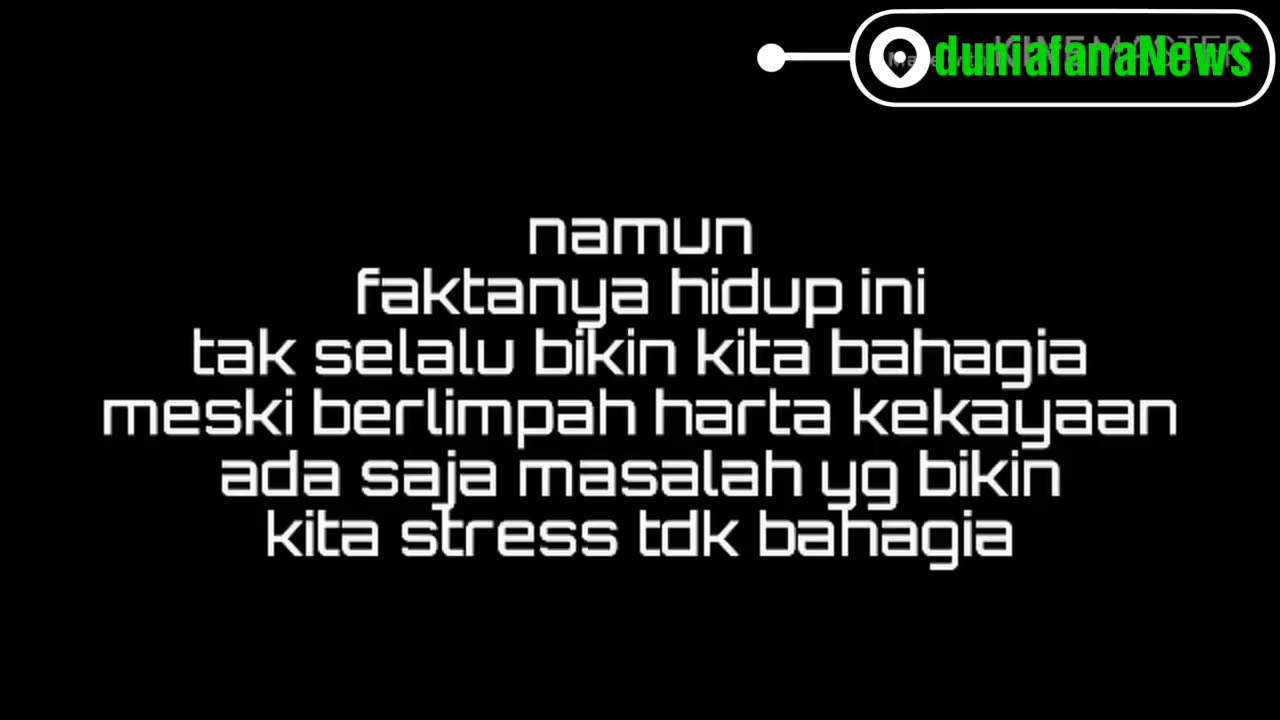 duniafanaNews
namun
faktanya hidup ini
tak selalu bikin kita bahagia
meski berlimpah harta kekayaan
ada saja masalah yg bikin
kita stress tdk bahagia